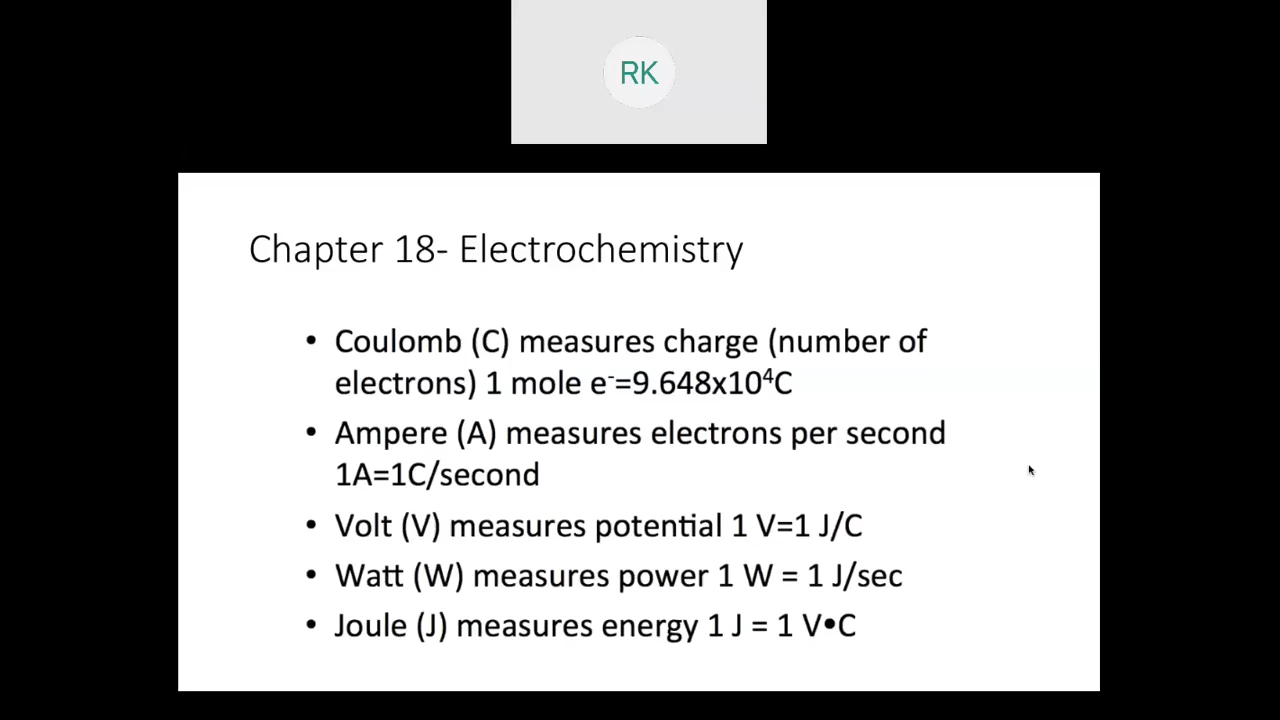 RK
Chapter 18- Electrochemistry
• Coulomb (C) measures charge (number of
electrons) 1 mole e⁻=9.648x10⁴C
• Ampere (A) measures electrons per second
1A=1C/second
• Volt (V) measures potential 1 V=1 J/C
• Watt (W) measures power 1 W = 1 J/sec
• Joule (J) measures energy 1 J = 1 V•C